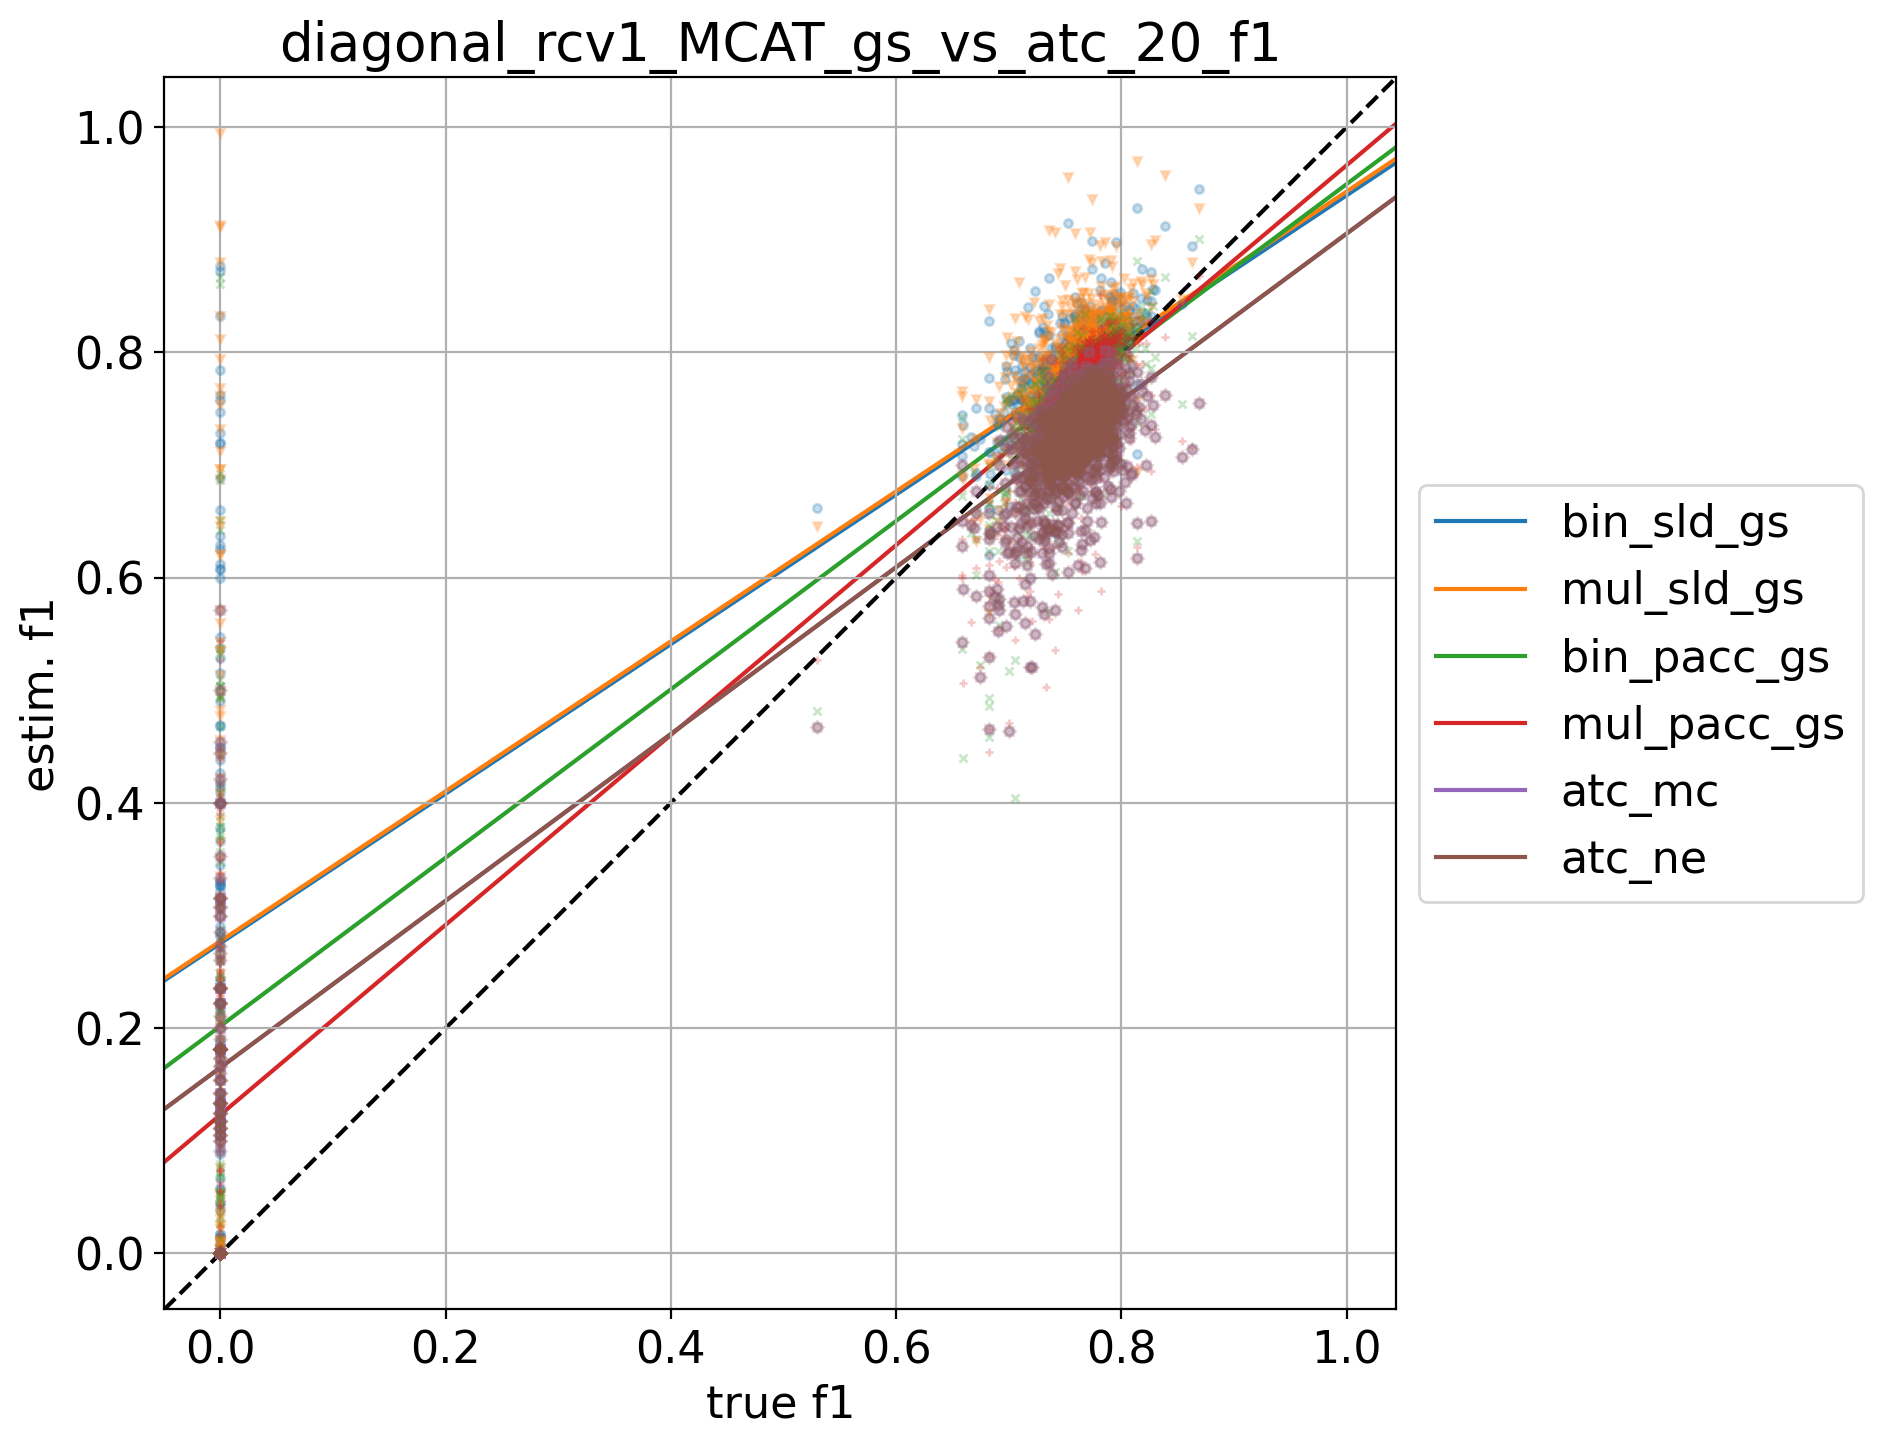 diagonal_rcv1_MCAT_gs_vs_atc_20_f1
1.0
0.8
0.6
0.4
0.2
0.0
estim. f1
0.0 0.2 0.4 0.6 0.8 1.0
true f1
bin_sld_gs
mul_sld_gs
bin_pacc_gs
mul_pacc_gs
atc_mc
atc_ne